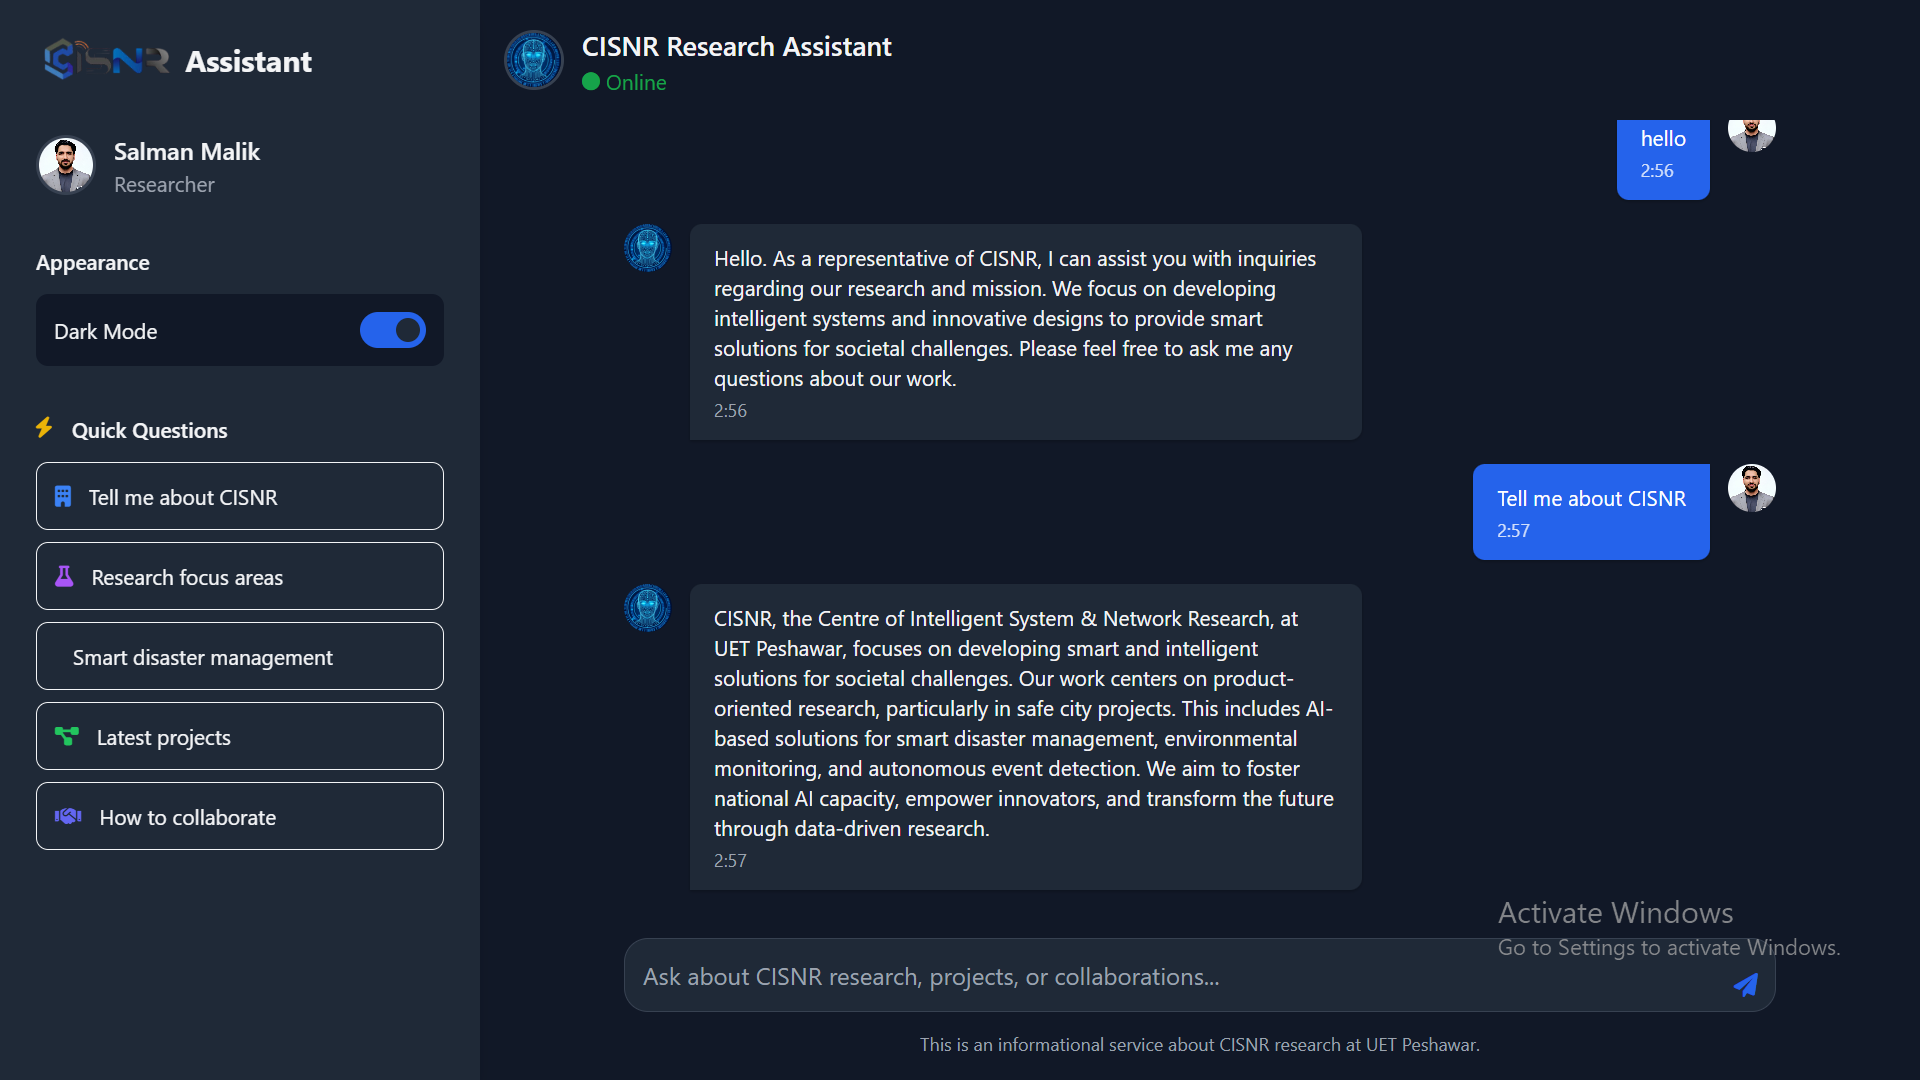 CISNR Assistant
Salman Malik
Researcher
Appearance
Dark Mode
Quick Questions
Tell me about CISNR
Research focus areas
Smart disaster management
Latest projects
How to collaborate
CISNR Research Assistant
Online
hello
2:56
Hello. As a representative of CISNR, I can assist you with inquiries
regarding our research and mission. We focus on developing
intelligent systems and innovative designs to provide smart
solutions for societal challenges. Please feel free to ask me any
questions about our work.
2:56
Tell me about CISNR
2:57
CISNR, the Centre of Intelligent System & Network Research, at
UET Peshawar, focuses on developing smart and intelligent
solutions for societal challenges. Our work centers on product-
oriented research, particularly in safe city projects. This includes AI-
based solutions for smart disaster management, environmental
monitoring, and autonomous event detection. We aim to foster
national AI capacity, empower innovators, and transform the future
through data-driven research.
2:57
Activate Windows
Go to Settings to activate Windows.
Ask about CISNR research, projects, or collaborations...
This is an informational service about CISNR research at UET Peshawar.